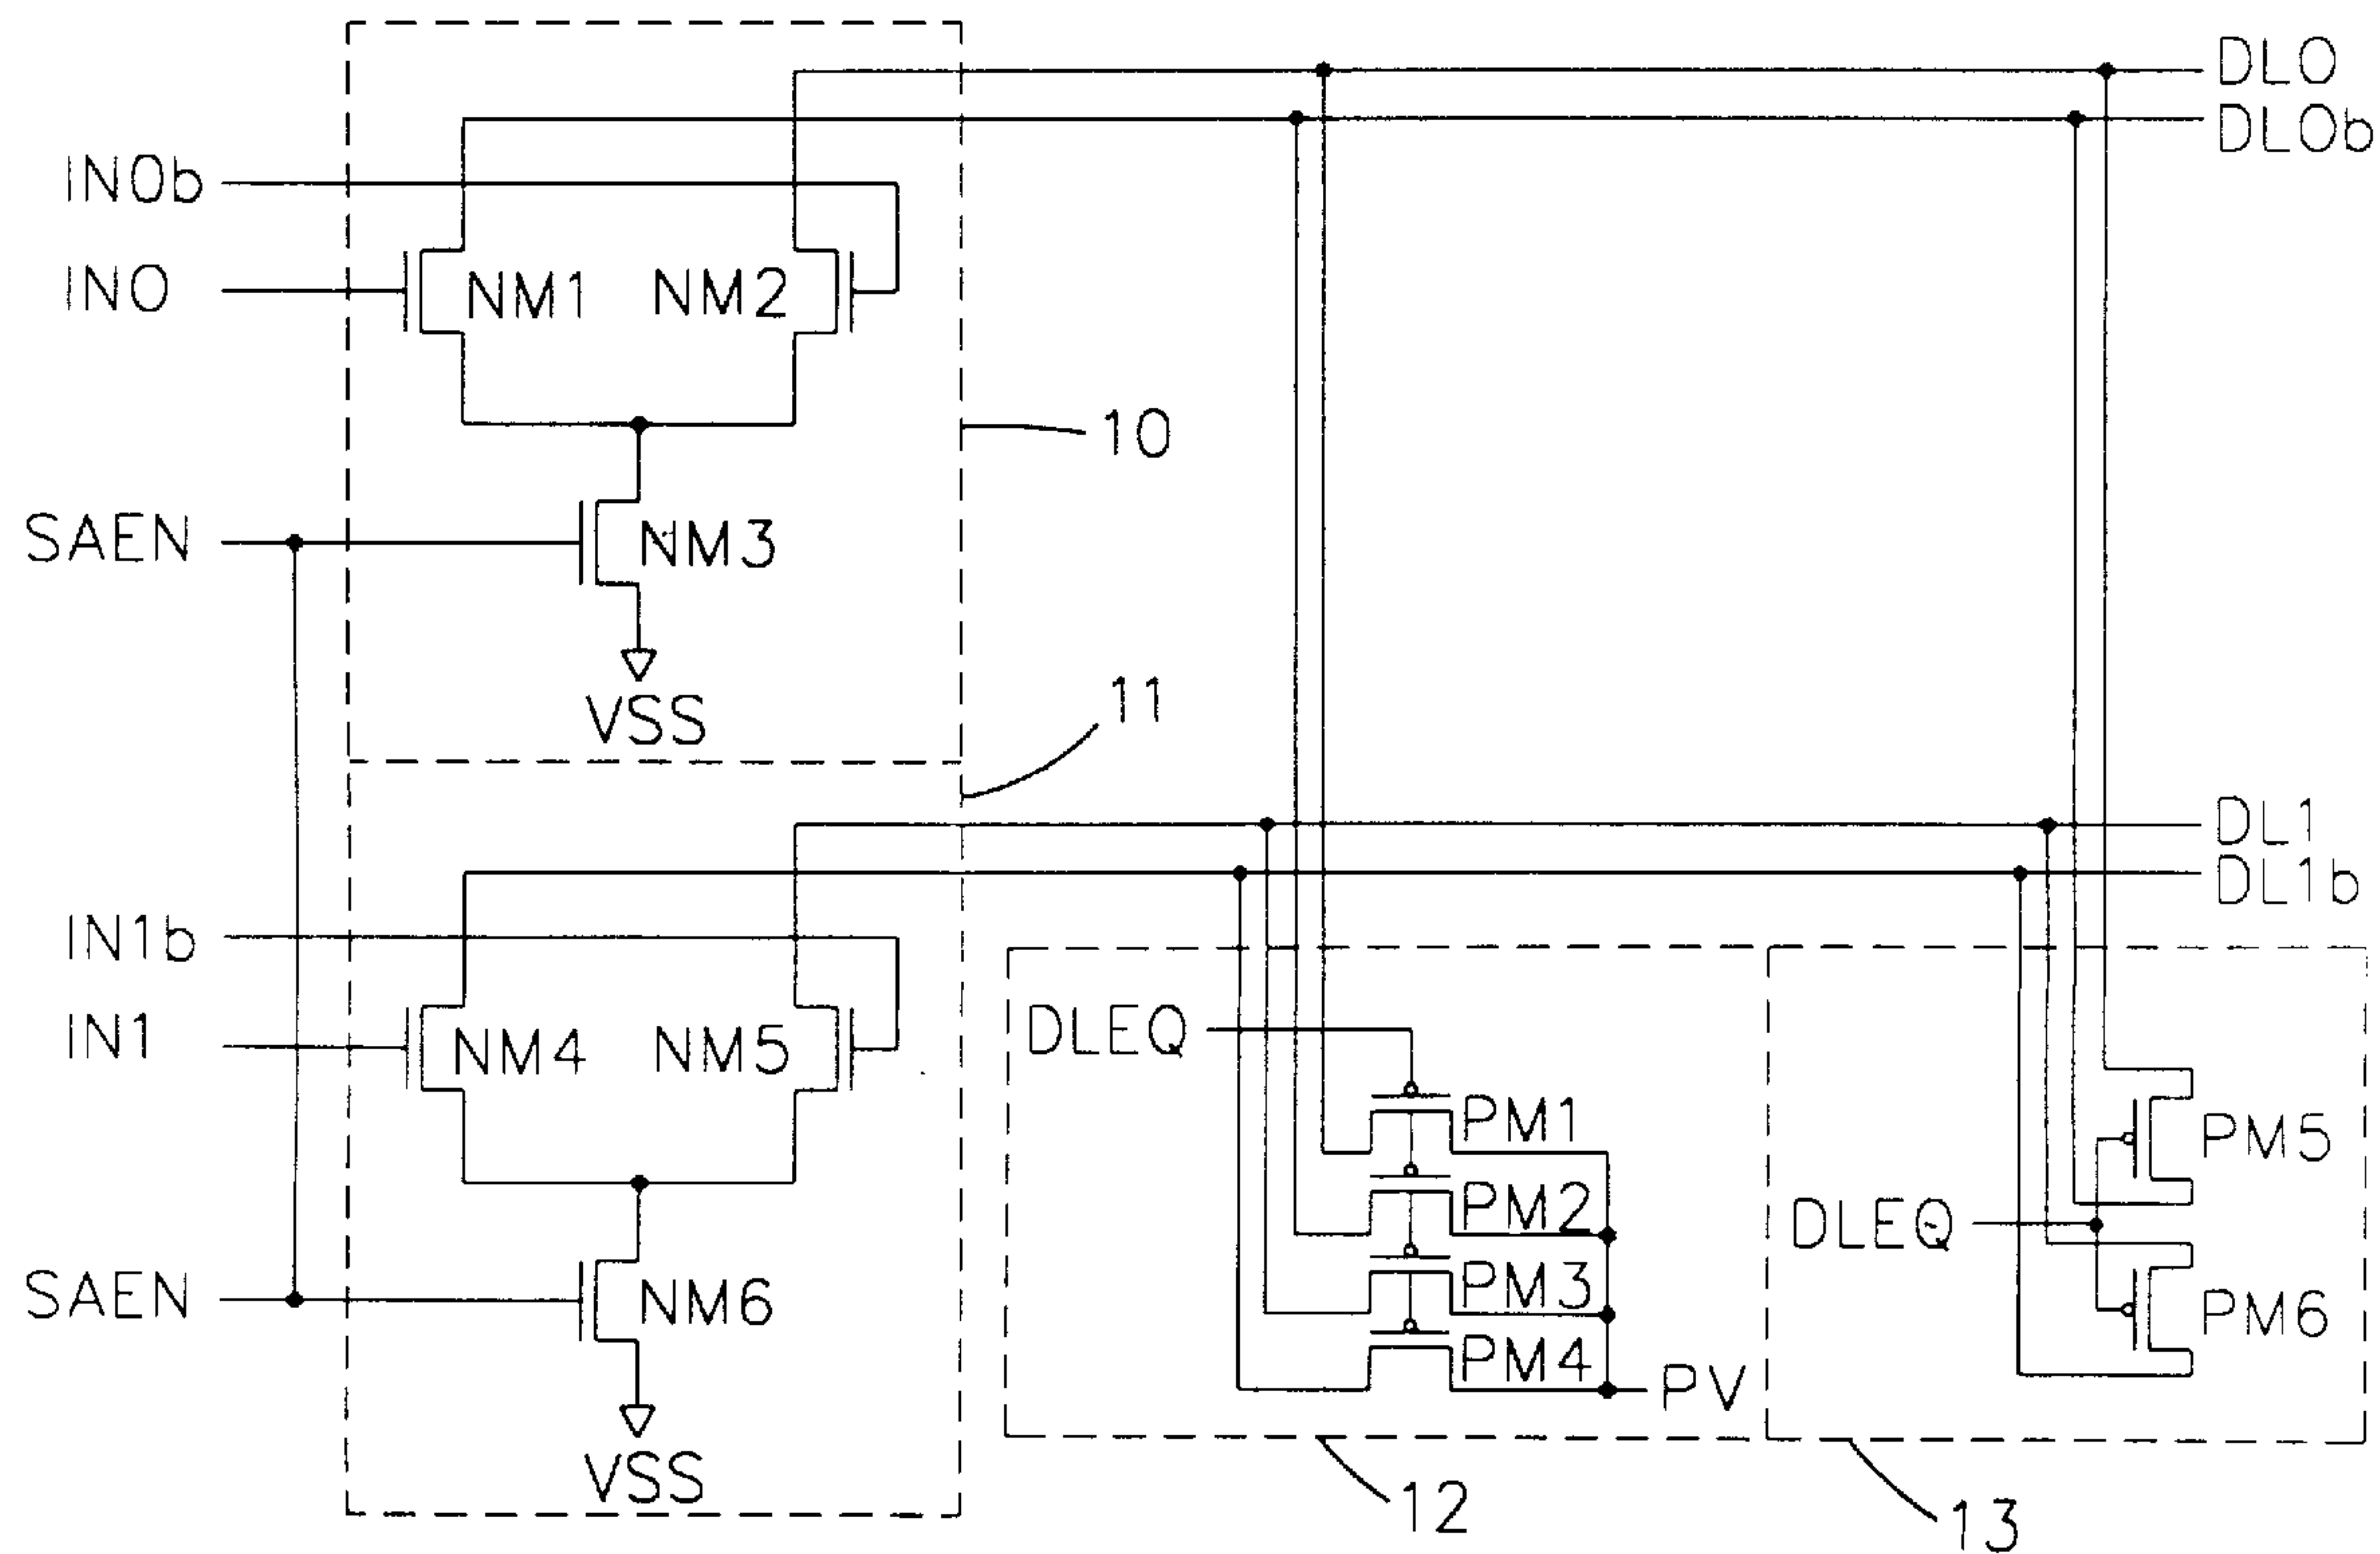 DL0
DL0b
IN0b
IN0
NM1
NM2
10
SAEN
NM3
VSS
11
DL1
DL1b
IN1b
IN1
NM4
NM5
DLEQ
PM1
PM2
PM3
PM4
PV
PM5
DLEQ
PM6
SAEN
NM6
VSS
12
13